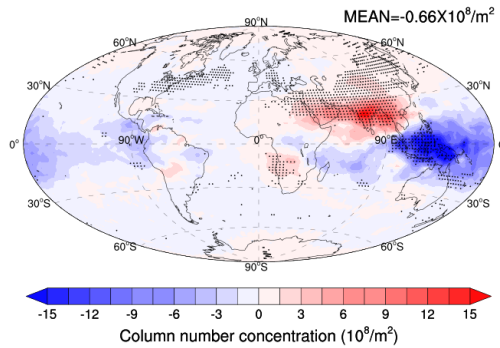 MEAN=-0.66X10⁸/m²
90°N
60°N 60°N
30°N 30°N
0° 90°W 0° 90°E 0
30°S 30°S
60°S 60°S
90°S
-15 -12 -9 -6 -3 0 3 6 9 12 15
Column number concentration (10⁸/m²)